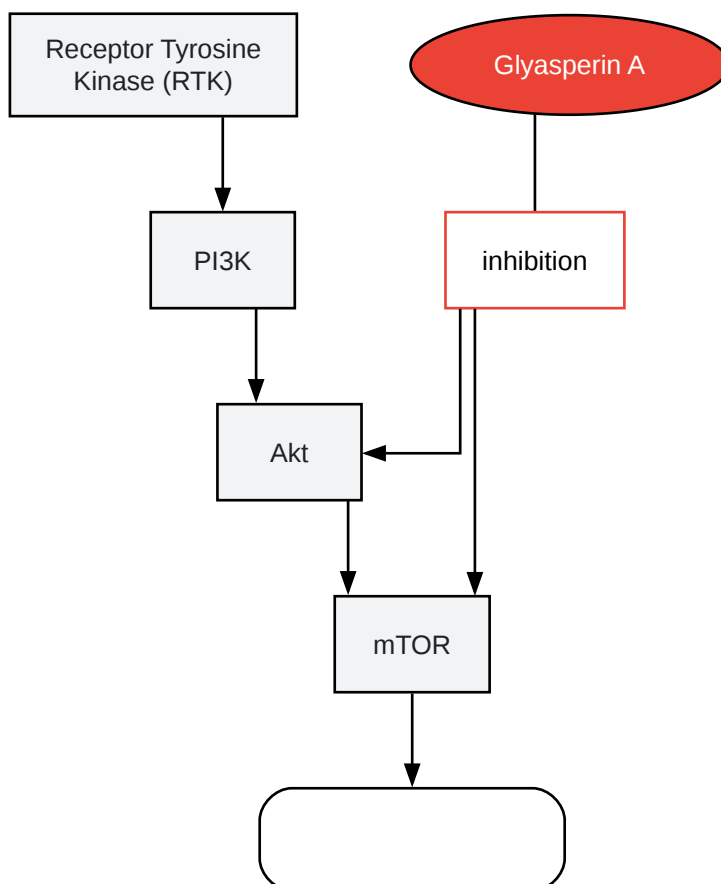 Receptor Tyrosine
Kinase (RTK)
Glyasperin A
PI3K
inhibition
Akt
mTOR